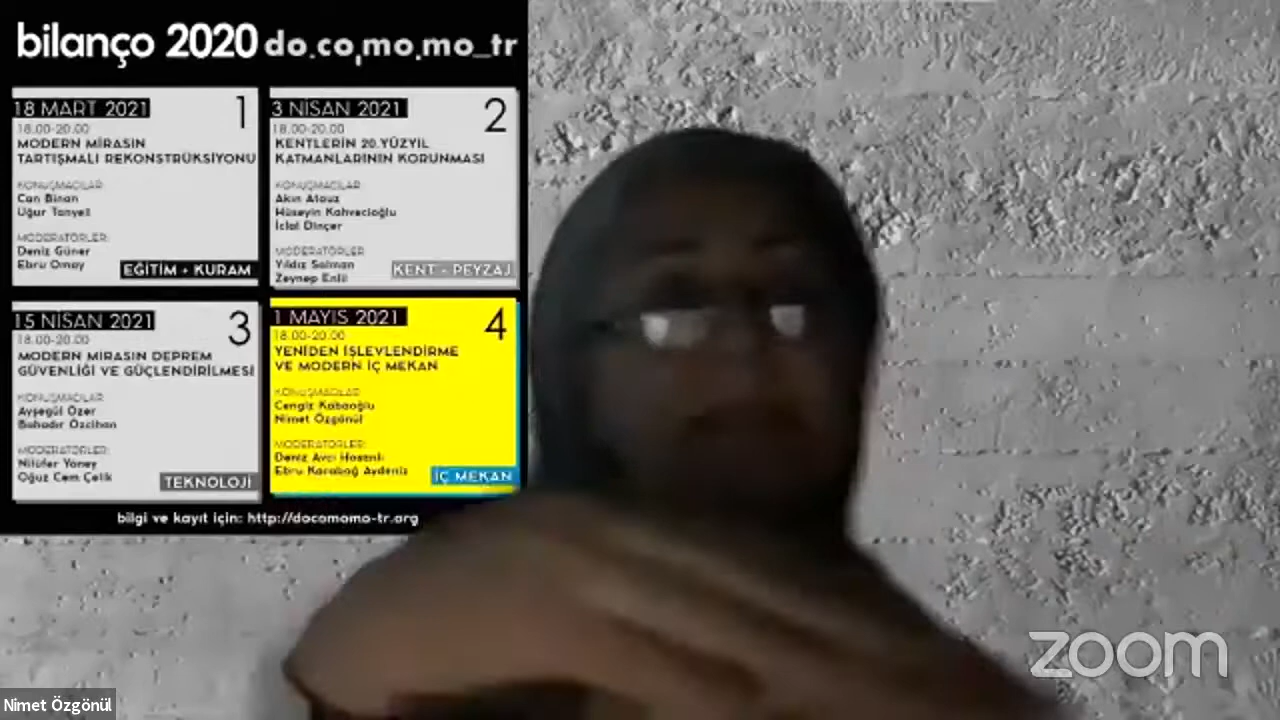 bilanço 2020 do.co,mo.mo_tr
18 MART 2021 1
18.00-20.00
MODERN MİRASIN
TARTIŞMALI REKONSTRÜKSİYONU
KONUŞMACILAR
Can Binan
Uğur Tanyeli
MODERATÖRLER:
Deniz Güner
Ebru Omay
EĞİTİM + KURAM
3 NİSAN 2021 2
18.00-20.00
KENTLERİN 20.YÜZYIL
KATMANLARININ KORUNMASI
KONUŞMACILAR
Akın Atauz
Hüseyin Kahvecioğlu
İclal Dinçer
MODERATÖRLER
Yıldız Salman
Zeynep Enlil
KENT + PEYZAJ
15 NİSAN 2021 3
18.00-20.00
MODERN MİRASIN DEPREM
GÜVENLİĞİ VE GÜÇLENDİRİLMESİ
KONUŞMACILAR
Ayşegül Özer
Bahadır Özcihan
MODERATÖRLER:
Nilüfer Yöney
Oğuz Cem Çelik
TEKNOLOJİ
1 MAYIS 2021 4
18.00-20.00
YENİDEN İŞLEVLENDİRME
VE MODERN İÇ MEKAN
KONUŞMACILAR
Cengiz Kabaoğlu
Nimet Özgönül
MODERATÖRLER:
Deniz Avcı Hosanlı
Ebru Karabağ Aydeniz
İÇ MEKAN
bilgi ve kayıt için: http://docomomo-tr.org
zoom
Nimet Özgönül